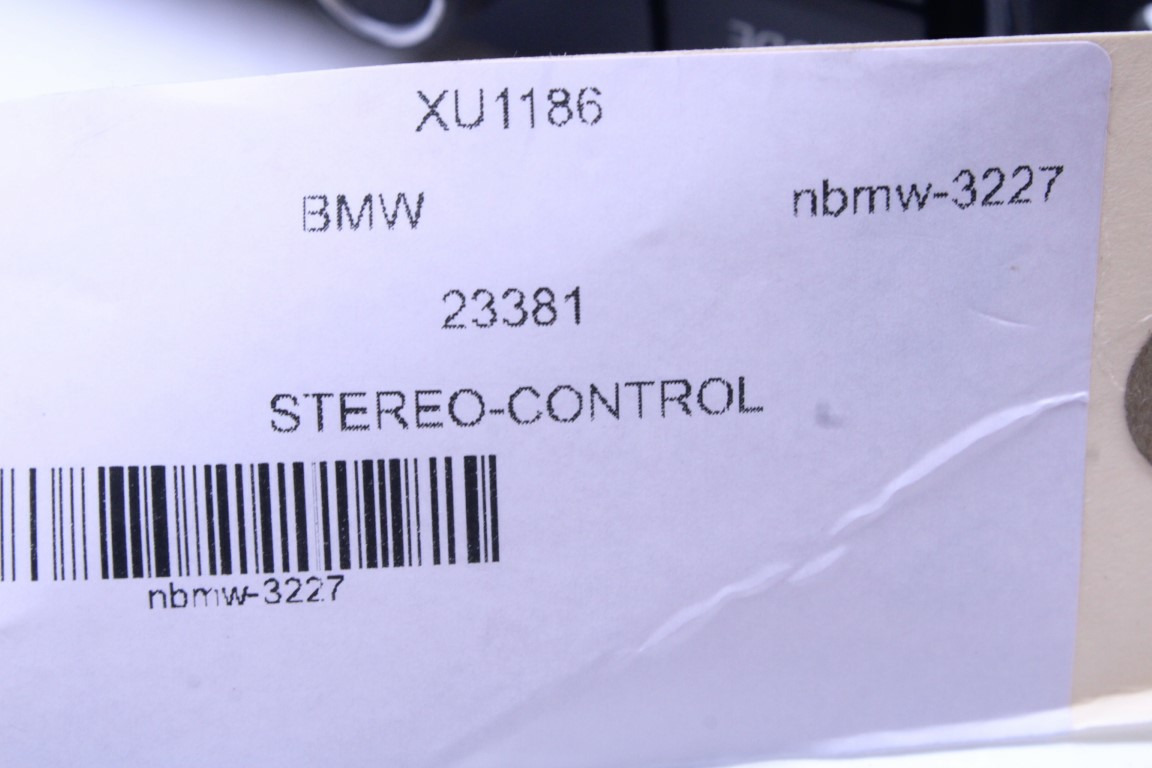 XU1186
BMW nbmw-3227
23381
STEREO-CONTROL
nbmw-3227